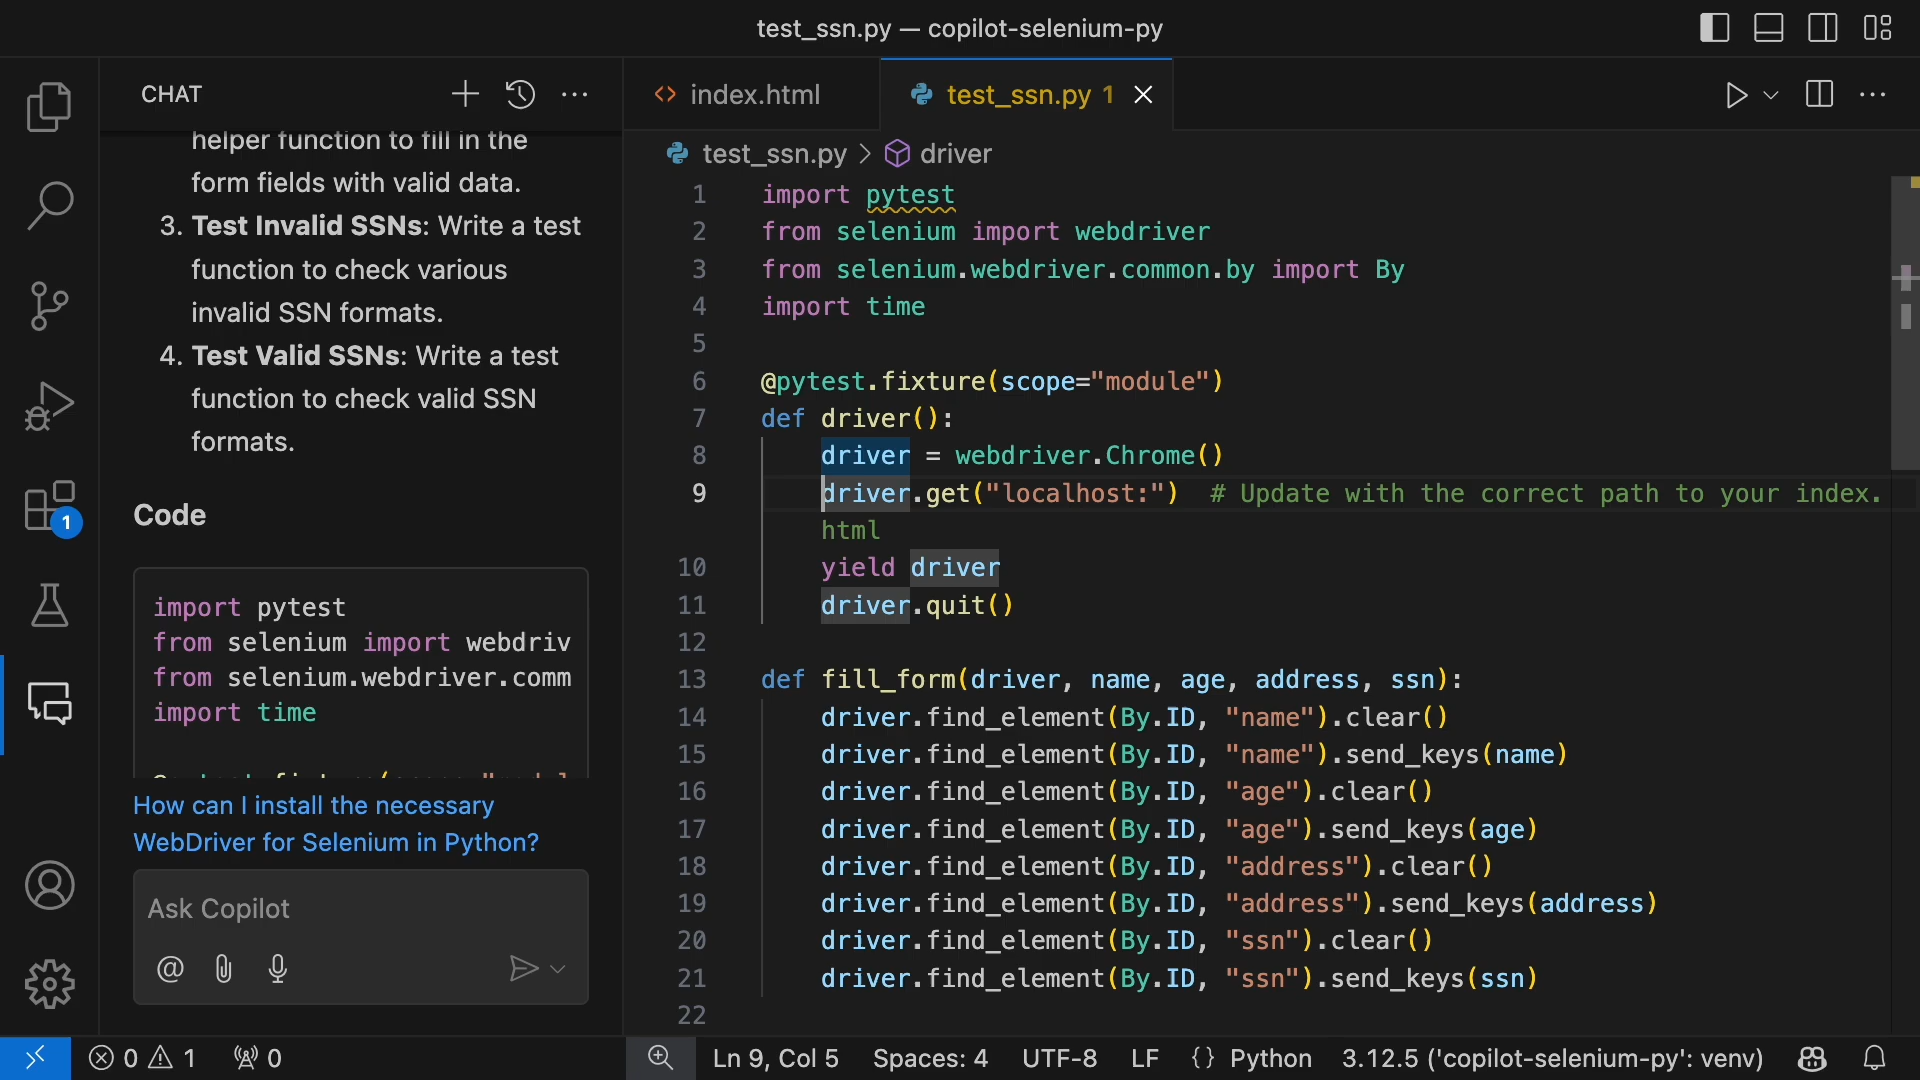 test_ssn.py — copilot-selenium-py
CHAT
helper function to fill in the
form fields with valid data.
3. Test Invalid SSNs: Write a test
function to check various
invalid SSN formats.
4. Test Valid SSNs: Write a test
function to check valid SSN
formats.
Code
import pytest
from selenium import webdriv
from selenium.webdriver.comm
import time
How can I install the necessary
WebDriver for Selenium in Python?
Ask Copilot
@
1
index.html
test_ssn.py 1
test_ssn.py > driver
1 import pytest
2 from selenium import webdriver
3 from selenium.webdriver.common.by import By
4 import time
5
6 @pytest.fixture(scope="module")
7 def driver():
8 driver = webdriver.Chrome()
9 driver.get("localhost:") # Update with the correct path to your index.
html
10 yield driver
11 driver.quit()
12
13 def fill_form(driver, name, age, address, ssn):
14 driver.find_element(By.ID, "name").clear()
15 driver.find_element(By.ID, "name").send_keys(name)
16 driver.find_element(By.ID, "age").clear()
17 driver.find_element(By.ID, "age").send_keys(age)
18 driver.find_element(By.ID, "address").clear()
19 driver.find_element(By.ID, "address").send_keys(address)
20 driver.find_element(By.ID, "ssn").clear()
21 driver.find_element(By.ID, "ssn").send_keys(ssn)
22
0 1 0 Ln 9, Col 5 Spaces: 4 UTF-8 LF {} Python 3.12.5 ('copilot-selenium-py': venv)